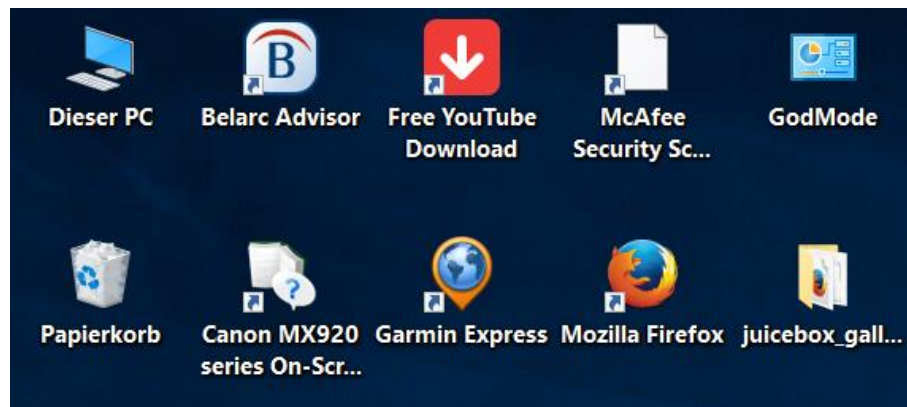 Dieser PC
Belarc Advisor
Free YouTube
Download
McAfee
Security Sc...
GodMode
Papierkorb
Canon MX920
series On-Scr...
Garmin Express
Mozilla Firefox
juicebox_gall...